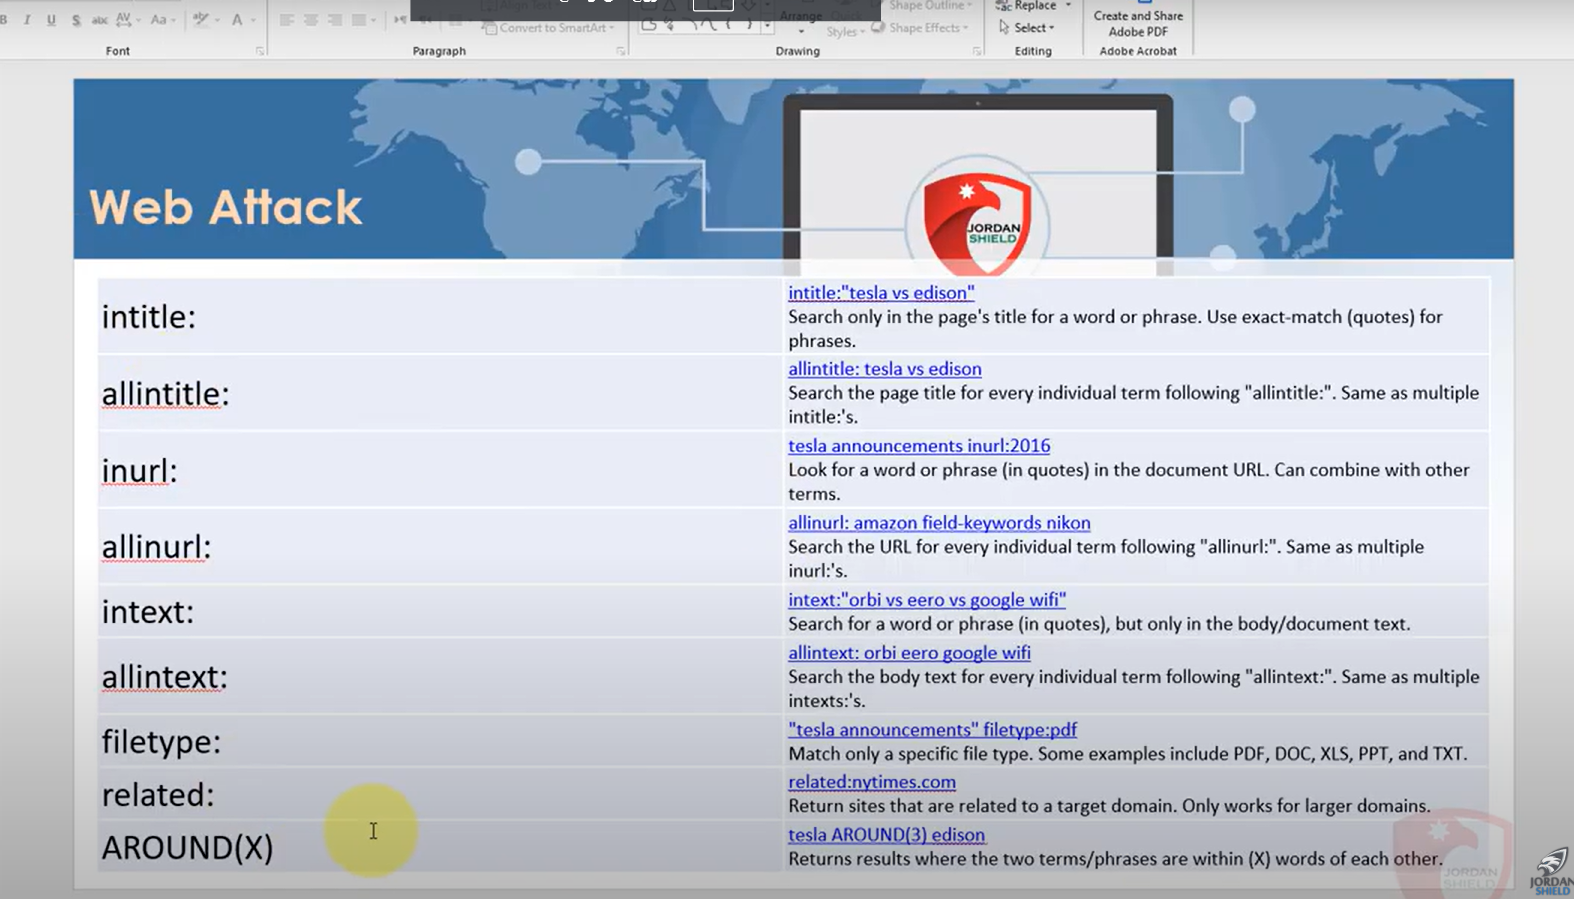 B I U S abc AV Aa A
Align Text
Convert to SmartArt
Arrange
Quick
Styles
Shape Outline
Shape Effects
Replace
Select
Create and Share
Adobe PDF
Font
Paragraph
Drawing
Editing
Adobe Acrobat
Web Attack
JORDAN
SHIELD
intitle:
intitle:"tesla vs edison"
Search only in the page's title for a word or phrase. Use exact-match (quotes) for
phrases.
allintitle:
allintitle: tesla vs edison
Search the page title for every individual term following "allintitle:". Same as multiple
intitle:'s.
inurl:
tesla announcements inurl:2016
Look for a word or phrase (in quotes) in the document URL. Can combine with other
terms.
allinurl:
allinurl: amazon field-keywords nikon
Search the URL for every individual term following "allinurl:". Same as multiple
inurl:'s.
intext:
intext:"orbi vs eero vs google wifi"
Search for a word or phrase (in quotes), but only in the body/document text.
allintext:
allintext: orbi eero google wifi
Search the body text for every individual term following "allintext:". Same as multiple
intexts:'s.
filetype:
"tesla announcements" filetype:pdf
Match only a specific file type. Some examples include PDF, DOC, XLS, PPT, and TXT.
related:
related:nytimes.com
Return sites that are related to a target domain. Only works for larger domains.
AROUND(X)
tesla AROUND(3) edison
Returns results where the two terms/phrases are within (X) words of each other.
JORDAN
SHIELD
JORDAN
SHIELD